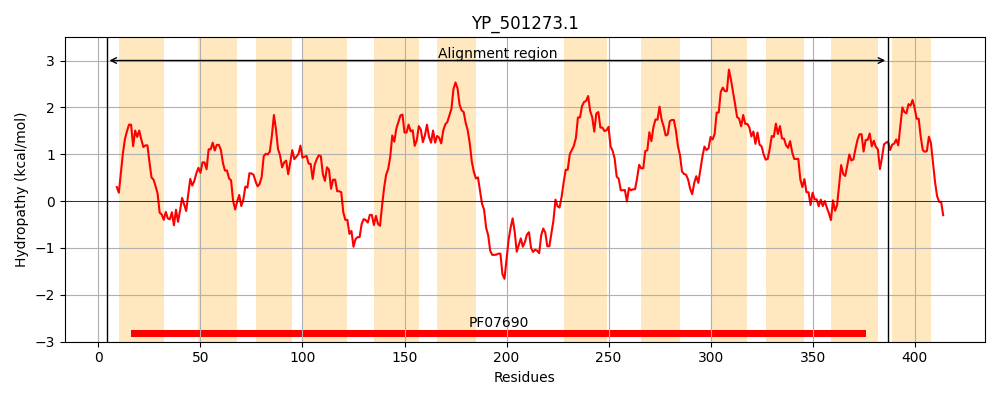 YP_501273.1
Hydropathy (kcal/mol)
3
2
1
0
−1
−2
−3
Alignment region
PF07690
0 50 100 150 200 250 300 350 400
Residues